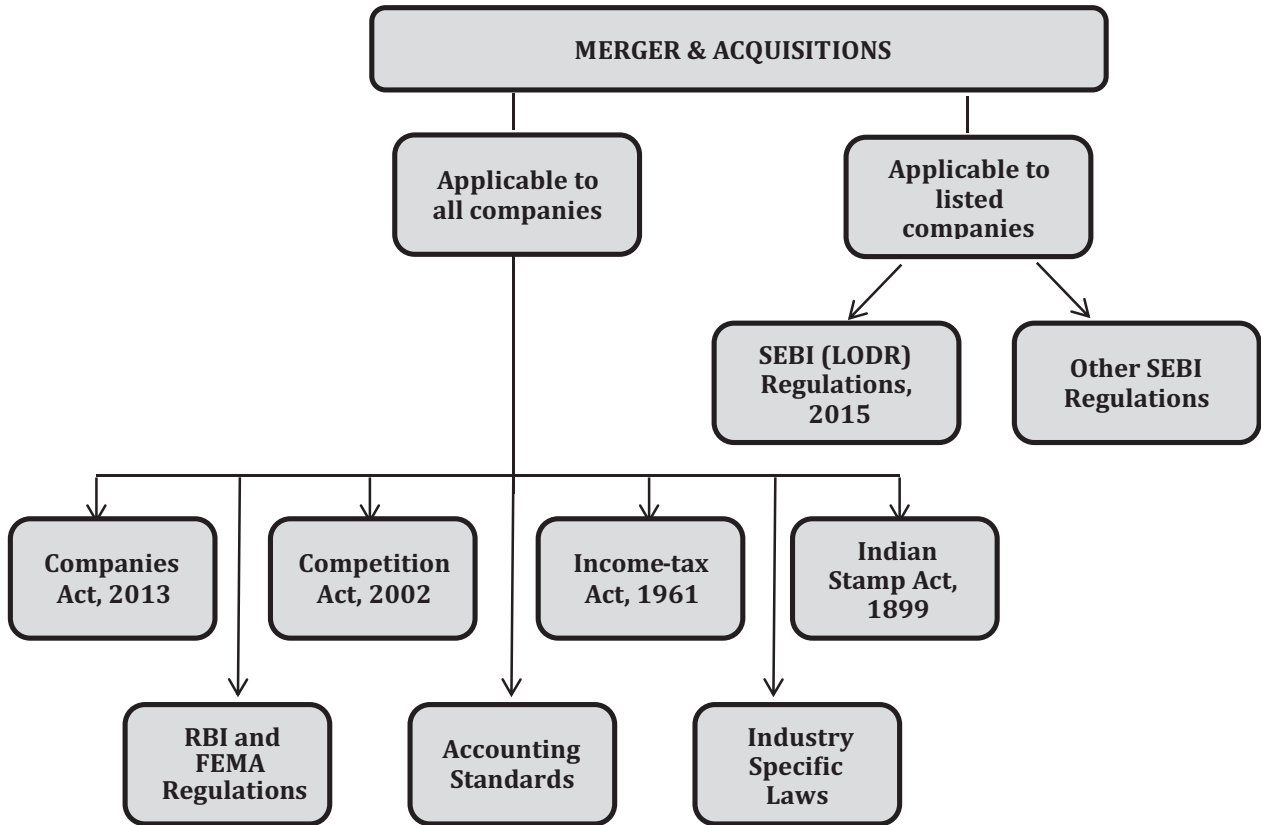 MERGER & ACQUISITIONS
Applicable to
all companies
Applicable to
listed
companies
SEBI (LODR)
Regulations,
2015
Other SEBI
Regulations
Companies
Act, 2013
Competition
Act, 2002
Income-tax
Act, 1961
Indian
Stamp Act,
1899
RBI and
FEMA
Regulations
Accounting
Standards
Industry
Specific
Laws